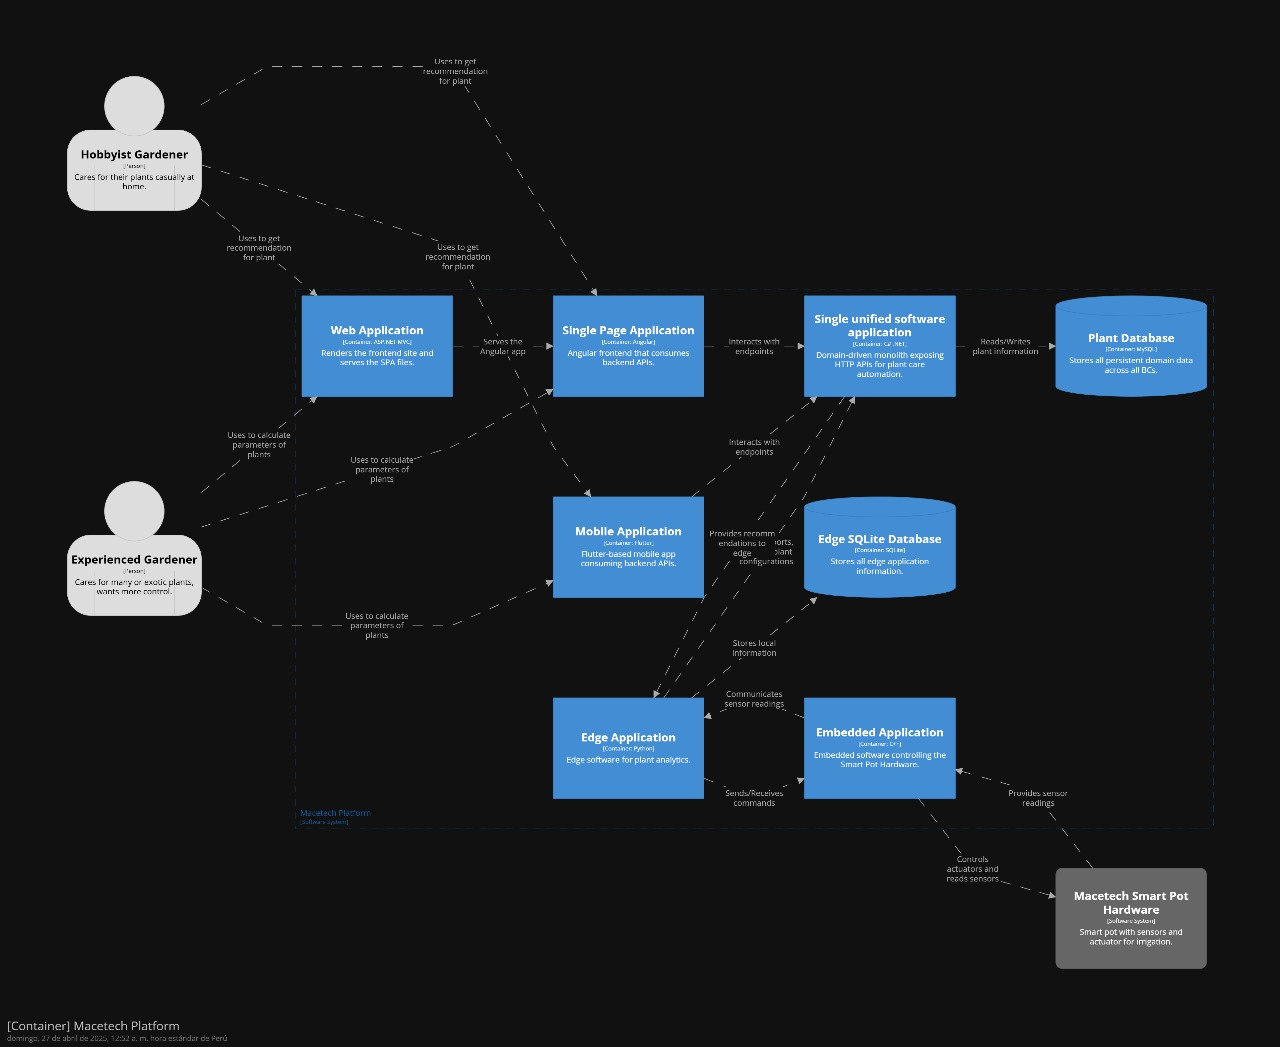 Uses to get
recommendation
for plant
Hobbyist Gardener
[Person]
Cares for their plants casually at
home.
Uses to get
recommendation
for plant
Uses to get
recommendation
for plant
Web Application
[Container: ASP.NET MVC]
Renders the frontend site and
serves the SPA files.
Serves the
Angular app
Single Page Application
[Container: Angular]
Angular frontend that consumes
backend APIs.
Interacts with
endpoints
Single unified software
application
[Container: C# .NET]
Domain-driven monolith exposing
HTTP APIs for plant care
automation.
Reads/Writes
plant information
Plant Database
[Container: MySQL]
Stores all persistent domain data
across all BCs.
Uses to calculate
parameters of
plants
Uses to calculate
parameters of
plants
Interacts with
endpoints
Experienced Gardener
[Person]
Cares for many or exotic plants,
wants more control.
Mobile Application
[Container: Flutter]
Flutter-based mobile app
consuming backend APIs.
Provides recomm
endations to
edge
configurations
Edge SQLite Database
[Container: SQLite]
Stores all edge application
information.
Uses to calculate
parameters of
plants
Stores local
information
Communicates
sensor readings
Edge Application
[Container: Python]
Edge software for plant analytics.
Embedded Application
[Container: C++]
Embedded software controlling the
Smart Pot Hardware.
Sends/Receives
commands
Provides sensor
readings
Macetech Platform
[Software System]
Controls
actuators and
reads sensors
Macetech Smart Pot
Hardware
[Software System]
Smart pot with sensors and
actuator for irrigation.
[Container] Macetech Platform
domingo, 27 de abril de 2025, 12:52 a. m. hora estándar de Perú